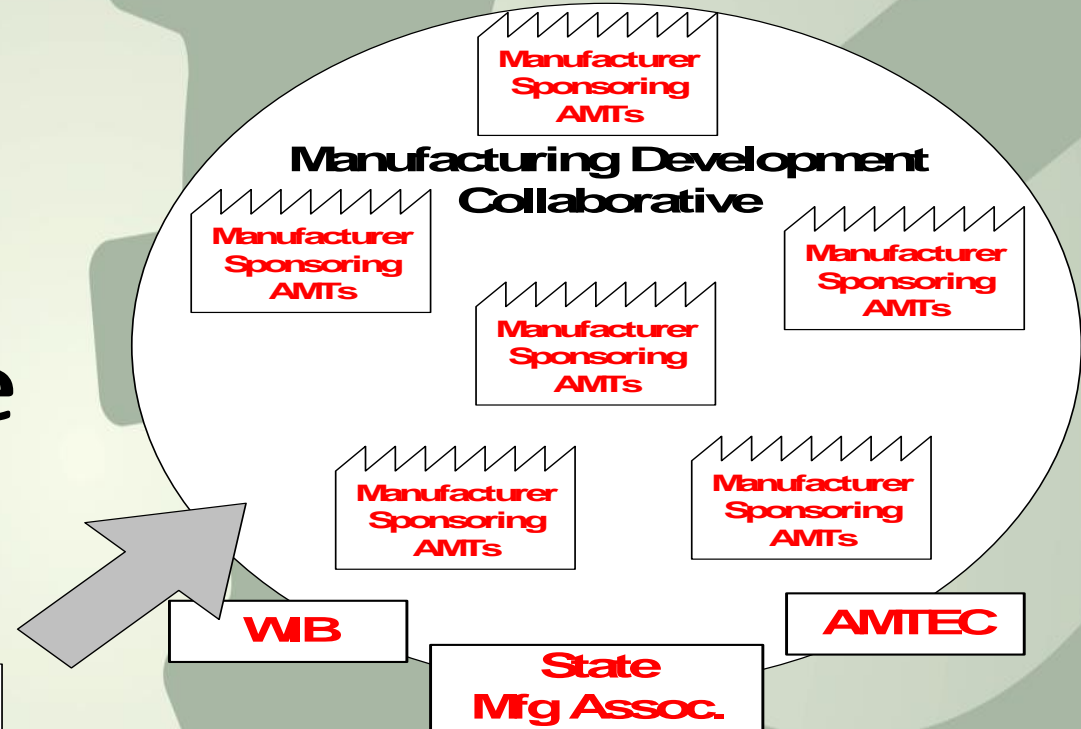 Manufacturer
Sponsoring
AMTs
Manufacturing Development
Collaborative
Manufacturer
Sponsoring
AMTs
Manufacturer
Sponsoring
AMTs
Manufacturer
Sponsoring
AMTs
e
Manufacturer
Sponsoring
AMTs
Manufacturer
Sponsoring
AMTs
WIB
AMTEC
State
Mfg Assoc.